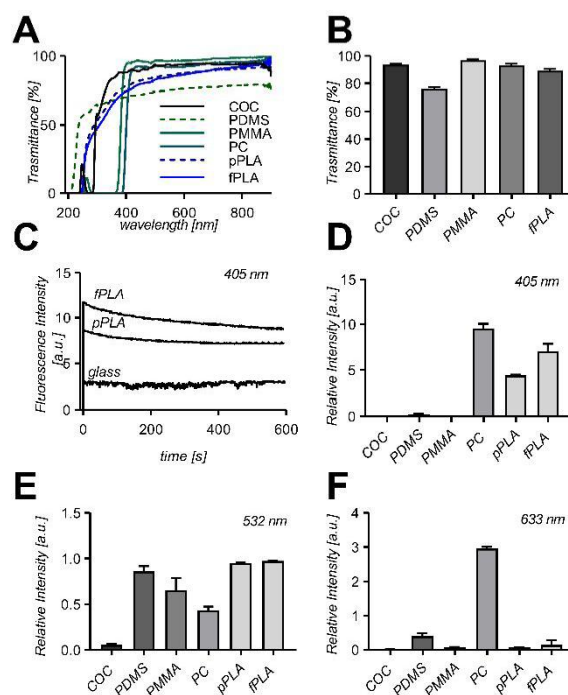 A
Trasmittance [%]
100
50
0
200
400
600
800
wavelength [nm]
COC
PDMS
PMMA
PC
pPLA
fPLA
B
Trasmittance [%]
100
80
60
40
20
0
COC
PDMS
PMMA
PC
fPLA
C
405 nm
Fluorescence Intensity
[a.u.]
15
10
5
0
fPLA
pPLA
glass
0
200
400
600
time [s]
D
405 nm
Relative Intensity [a.u.]
15
10
5
0
COC
PDMS
PMMA
PC
pPLA
fPLA
E
532 nm
Relative Intensity [a.u.]
1.5
1.0
0.5
0.0
COC
PDMS
PMMA
PC
pPLA
fPLA
F
633 nm
Relative Intensity [a.u.]
4
3
2
1
0
COC
PDMS
PMMA
PC
pPLA
fPLA